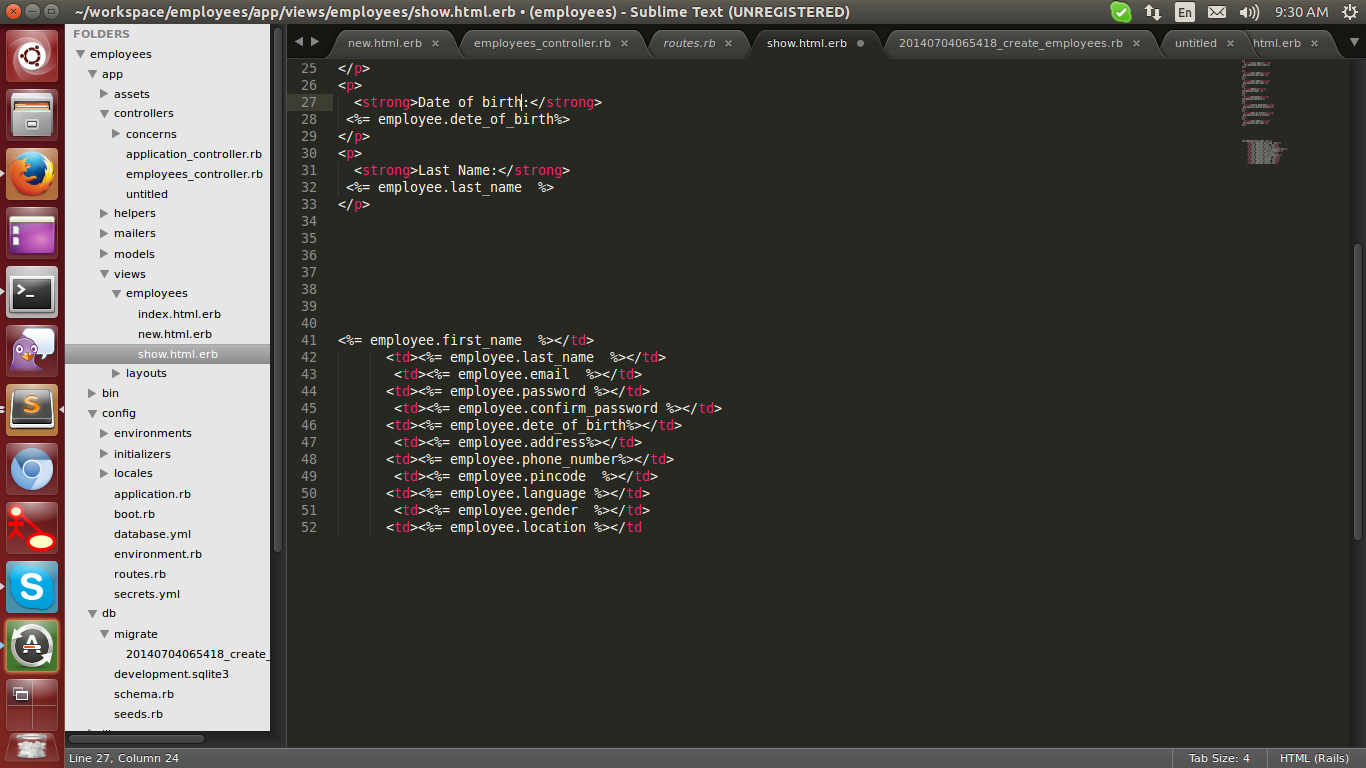 ~/workspace/employees/app/views/employees/show.html.erb • (employees) - Sublime Text (UNREGISTERED)
En
9:30 AM
FOLDERS
employees
app
assets
controllers
concerns
application_controller.rb
employees_controller.rb
untitled
helpers
mailers
models
views
employees
index.html.erb
new.html.erb
show.html.erb
layouts
bin
config
environments
initializers
locales
application.rb
boot.rb
database.yml
environment.rb
routes.rb
secrets.yml
db
migrate
20140704065418_create_
development.sqlite3
schema.rb
seeds.rb
new.html.erb × employees_controller.rb × routes.rb × show.html.erb 20140704065418_create_employees.rb × untitled × html.erb ×
25 </p>
26 <p>
27 <strong>Date of birth:</strong>
28 <%= employee.dete_of_birth%>
29 </p>
30 <p>
31 <strong>Last Name:</strong>
32 <%= employee.last_name  %>
33 </p>
34
35
36
37
38
39
40
41 <%= employee.first_name  %></td>
42 <td><%= employee.last_name  %></td>
43 <td><%= employee.email  %></td>
44 <td><%= employee.password %></td>
45 <td><%= employee.confirm_password %></td>
46 <td><%= employee.dete_of_birth%></td>
47 <td><%= employee.address%></td>
48 <td><%= employee.phone_number%></td>
49 <td><%= employee.pincode  %></td>
50 <td><%= employee.language %></td>
51 <td><%= employee.gender  %></td>
52 <td><%= employee.location %></td
Line 27, Column 24
Tab Size: 4
HTML (Rails)